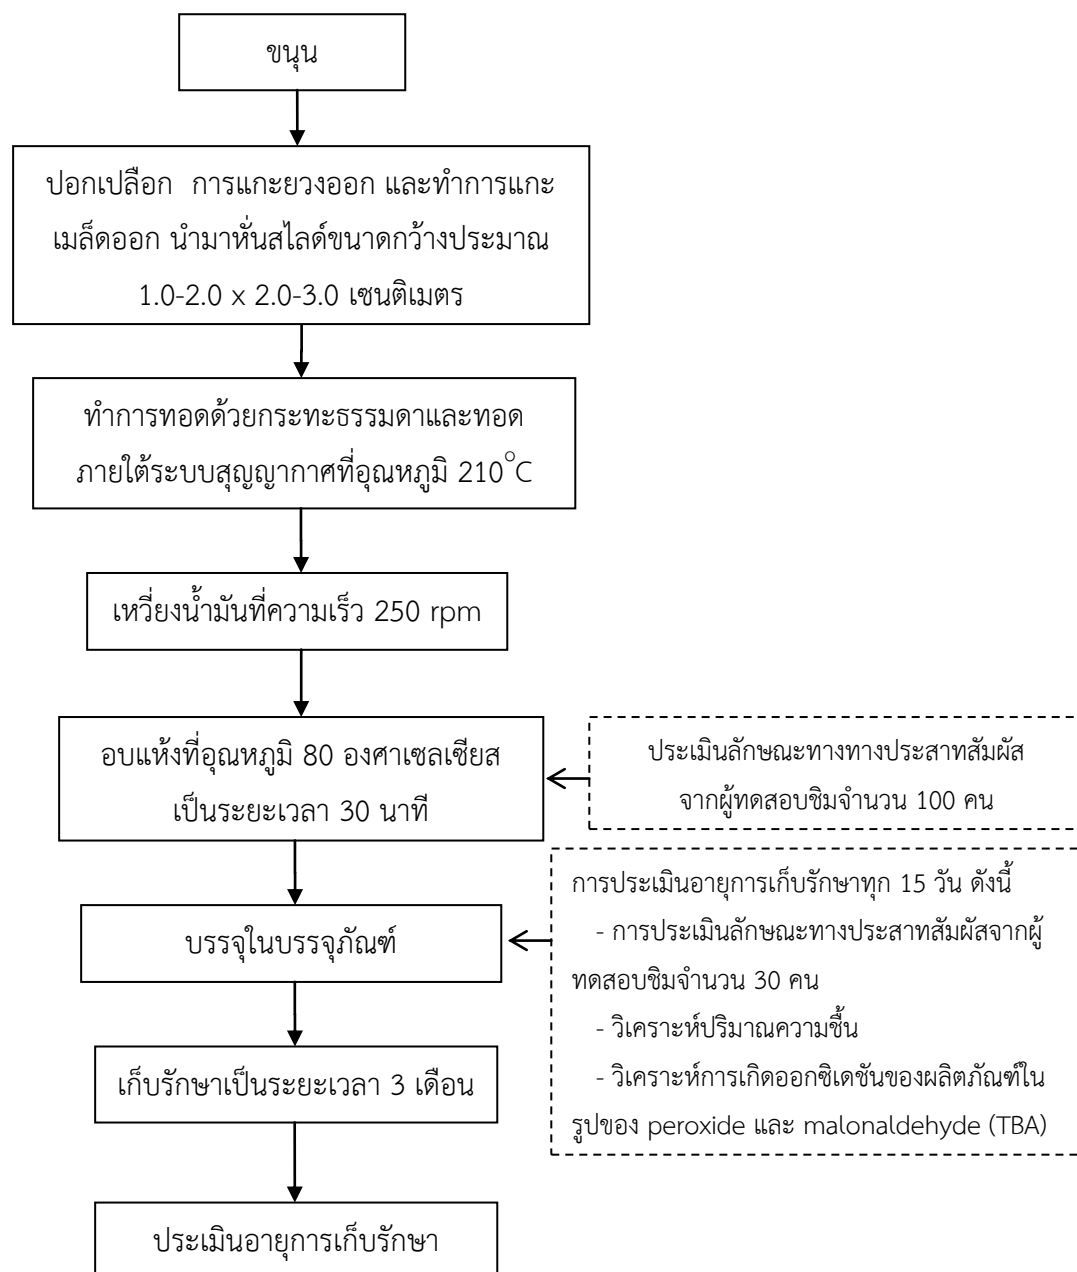 ขนุน
ปอกเปลือก  การแกะยวงออก และทำการแกะ
เมล็ดออก นำมาหั่นสไลด์ขนาดกว้างประมาณ
1.0-2.0 x 2.0-3.0 เซนติเมตร
ทำการทอดด้วยกระทะธรรมดาและทอด
ภายใต้ระบบสุญญากาศที่อุณหภูมิ 210°C
เหวี่ยงน้ำมันที่ความเร็ว 250 rpm
อบแห้งที่อุณหภูมิ 80 องศาเซลเซียส
เป็นระยะเวลา 30 นาที
ประเมินลักษณะทางทางประสาทสัมผัส
จากผู้ทดสอบชิมจำนวน 100 คน
บรรจุในบรรจุภัณฑ์
การประเมินอายุการเก็บรักษาทุก 15 วัน ดังนี้
- การประเมินลักษณะทางประสาทสัมผัสจากผู้
ทดสอบชิมจำนวน 30 คน
- วิเคราะห์ปริมาณความชื้น
- วิเคราะห์การเกิดออกซิเดชันของผลิตภัณฑ์ใน
รูปของ peroxide และ malonaldehyde (TBA)
เก็บรักษาเป็นระยะเวลา 3 เดือน
ประเมินอายุการเก็บรักษา